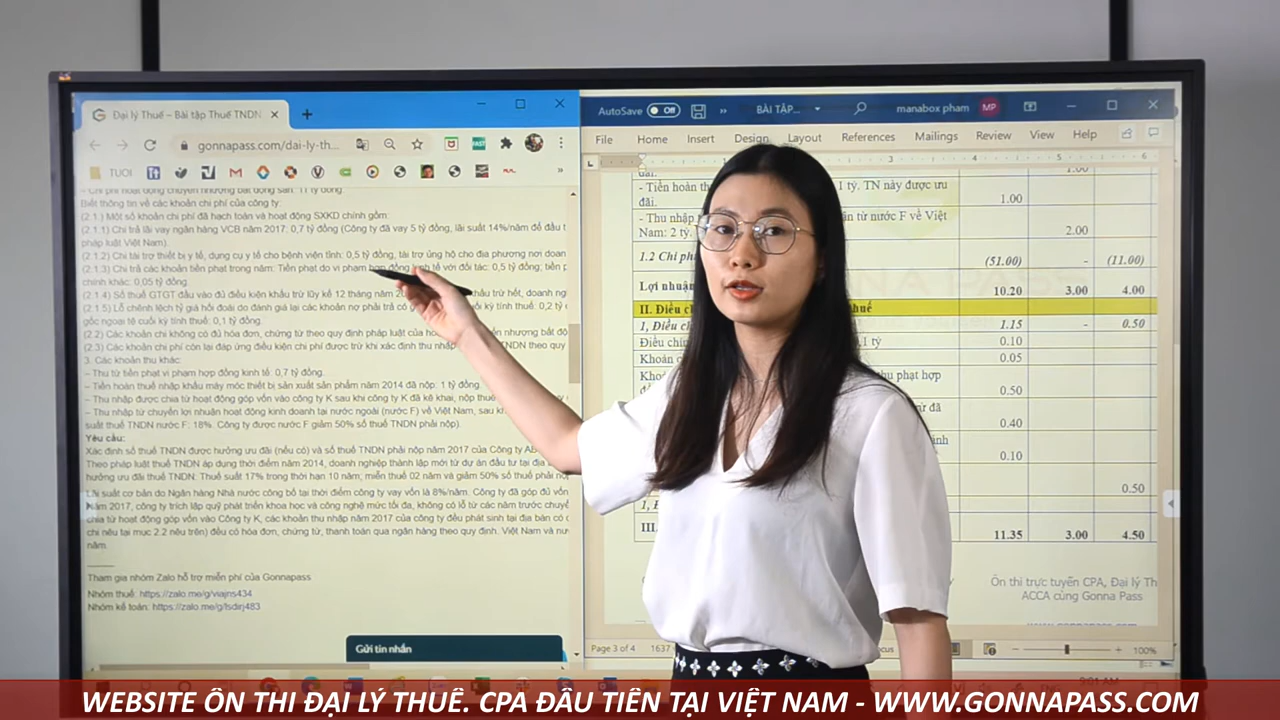 Đại lý Thuế – Bài tập Thuế TNDN
gonnapass.com/dai-ly-th...
TUOI
– Chi phí hoạt động chuyển nhượng bất động sản: 11 tỷ đồng.
Biết thông tin về các khoản chi phí của công ty:
(2.1.) Một số khoản chi phí đã hạch toán và hoạt động SXKD chính gồm:
(2.1.1) Chi trả lãi vay ngân hàng VCB năm 2017: 0,7 tỷ đồng (Công ty đã vay 5 tỷ đồng, lãi suất 14%/năm để đầu t
pháp luật Việt Nam).
(2.1.2) Chi tài trợ thiết bị y tế, dụng cụ y tế cho bệnh viện tỉnh: 0,5 tỷ đồng, tài trợ ủng hộ cho địa phương nơi doan
(2.1.3) Chi trả các khoản tiền phạt trong năm: Tiền phạt do vi phạm hợp đồng kinh tế với đối tác: 0,5 tỷ đồng; tiền p
chính khác: 0,05 tỷ đồng.
(2.1.4) Số thuế GTGT đầu vào đủ điều kiện khấu trừ lũy kế 12 tháng năm khấu trừ hết, doanh ng
(2.1.5) Lỗ chênh lệch tỷ giá hối đoái do đánh giá lại các khoản nợ phải trả có g cuối kỳ tính thuế: 0,2 t
gốc ngoại tệ cuối kỳ tính thuế: 0,1 tỷ đồng.
(2.2) Các khoản chi không có đủ hóa đơn, chứng từ theo quy định pháp luật của nhượng bất độ
(2.3) Các khoản chi phí còn lại đáp ứng điều kiện chi phí được trừ khi xác định thu nhập TNDN theo quy
3. Các khoản thu khác:
– Thu từ tiền phạt vi phạm hợp đồng kinh tế: 0,7 tỷ đồng.
– Tiền hoàn thuế nhập khẩu máy móc thiết bị sản xuất sản phẩm năm 2014 đã nộp: 1 tỷ đồng.
– Thu nhập được chia từ hoạt động góp vốn vào công ty K sau khi công ty K đã kê khai, nộp thuế
– Thu nhập từ chuyển lợi nhuận hoạt động kinh doanh tại nước ngoài (nước F) về Việt Nam, sau k
suất thuế TNDN nước F: 18%. Công ty được nước F giảm 50% số thuế TNDN phải nộp).
Yêu cầu:
Xác định số thuế TNDN được hưởng ưu đãi (nếu có) và số thuế TNDN phải nộp năm 2017 của Công ty AB
Theo pháp luật thuế TNDN áp dụng thời điểm năm 2014, doanh nghiệp thành lập mới từ dự án đầu tư tại địa b
hưởng ưu đãi thuế TNDN: Thuế suất 17% trong thời hạn 10 năm; miễn thuế 02 năm và giảm 50% số thuế phải nộ
Lãi suất cơ bản do Ngân hàng Nhà nước công bố tại thời điểm công ty vay vốn là 8%/năm. Công ty đã góp đủ vốn
Năm 2017, công ty trích lập quỹ phát triển khoa học và công nghệ mức tối đa, không có lỗ từ các năm trước chuyể
chia từ hoạt động góp vốn vào Công ty K, các khoản thu nhập năm 2017 của công ty đều phát sinh tại địa bàn có
chi nêu tại mục 2.2 nêu trên) đều có hóa đơn, chứng từ, thanh toán qua ngân hàng theo quy định. Việt Nam và nư
năm.
Tham gia nhóm Zalo hỗ trợ miễn phí của Gonnapass
Nhóm thuế: https://zalo.me/g/viajns434
Nhóm kế toán: https://zalo.me/g/lsdirj483
Gửi tin nhắn
AutoSave Off BÀI TẬP... manabox pham MP
File Home Insert Design Layout References Mailings Review View Help
3 4 5 6
đãi. 1.00
- Tiền hoàn th 1 tỷ. TN này được ưu
đãi. 1.00
- Thu nhập từ nước F về Việt
Nam: 2 tỷ. 2.00
1.2 Chi phí (51.00) - (11.00)
Lợi nhuận 10.20 3.00 4.00
II. Điều ch thuế
1, Điều ch 1.15 - 0.50
Điều chỉnh ,1 tỷ 0.10
Khoản c 0.05
Khoả thu phạt hợp
0.50
0.40
0.10
0.50
1,
III. 11.35 3.00 4.50
Ôn thi trực tuyến CPA, Đại lý Th
ACCA cùng Gonna Pass
Page 3 of 4 1637 100%
9:01 AM
WEBSITE ÔN THI ĐẠI LÝ THUẾ. CPA ĐẦU TIÊN TẠI VIỆT NAM - WWW.GONNAPASS.COM